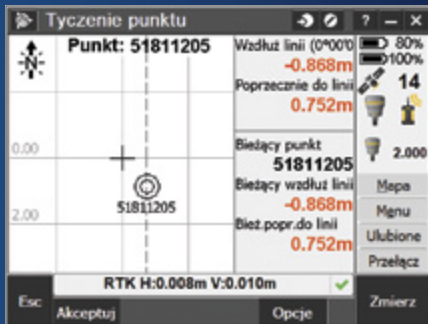 Tyczenie punktu
? – ×
Punkt: 51811205
N
0.00
2.00
51811205
Wzdłuż linii (0°00'0
-0.868m
Poprzecznie do linii
0.752m
Bieżący punkt
51811205
Bieżący wzdłuż linii
-0.868m
Bież.popr.do linii
0.752m
80%
100%
14
2.000
Mapa
Menu
Ulubione
Przełącz
RTK H:0.008m V:0.010m
Esc
Akceptuj
Opcje
Zmierz